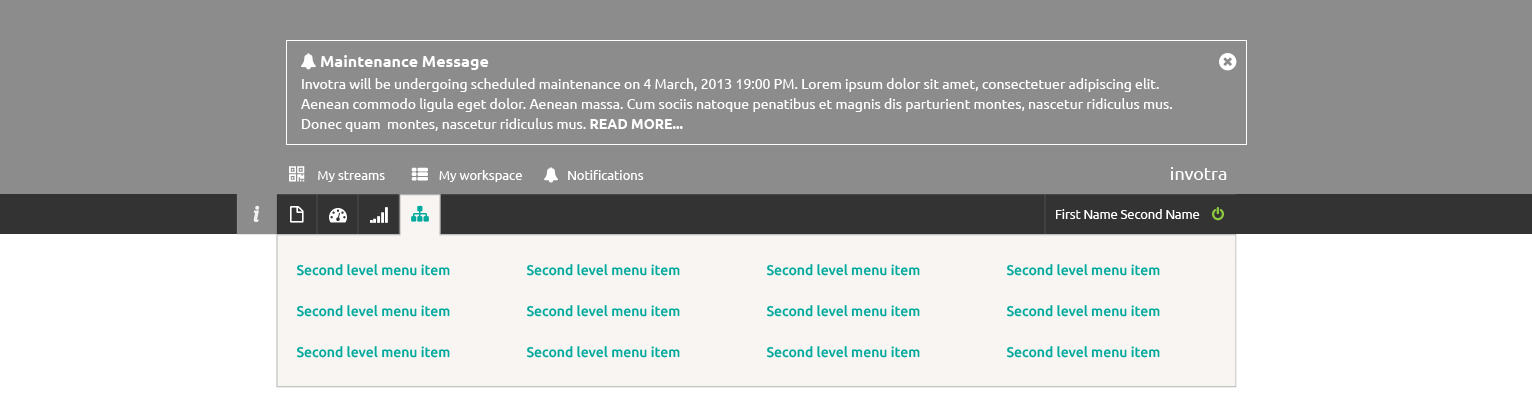 Maintenance Message
Invotra will be undergoing scheduled maintenance on 4 March, 2013 19:00 PM. Lorem ipsum dolor sit amet, consectetuer adipiscing elit.
Aenean commodo ligula eget dolor. Aenean massa. Cum sociis natoque penatibus et magnis dis parturient montes, nascetur ridiculus mus.
Donec quam  montes, nascetur ridiculus mus. READ MORE...
My streams My workspace Notifications invotra
i First Name Second Name
Second level menu item Second level menu item Second level menu item Second level menu item
Second level menu item Second level menu item Second level menu item Second level menu item
Second level menu item Second level menu item Second level menu item Second level menu item